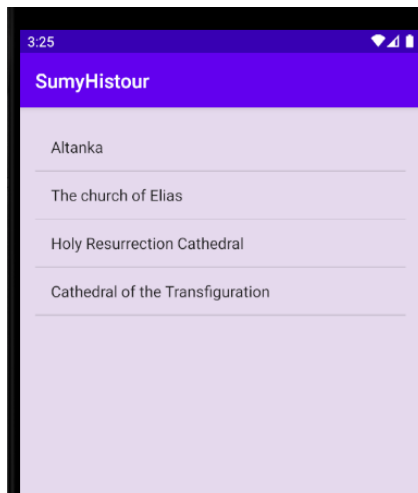 3:25
SumyHistour
Altanka
The church of Elias
Holy Resurrection Cathedral
Cathedral of the Transfiguration